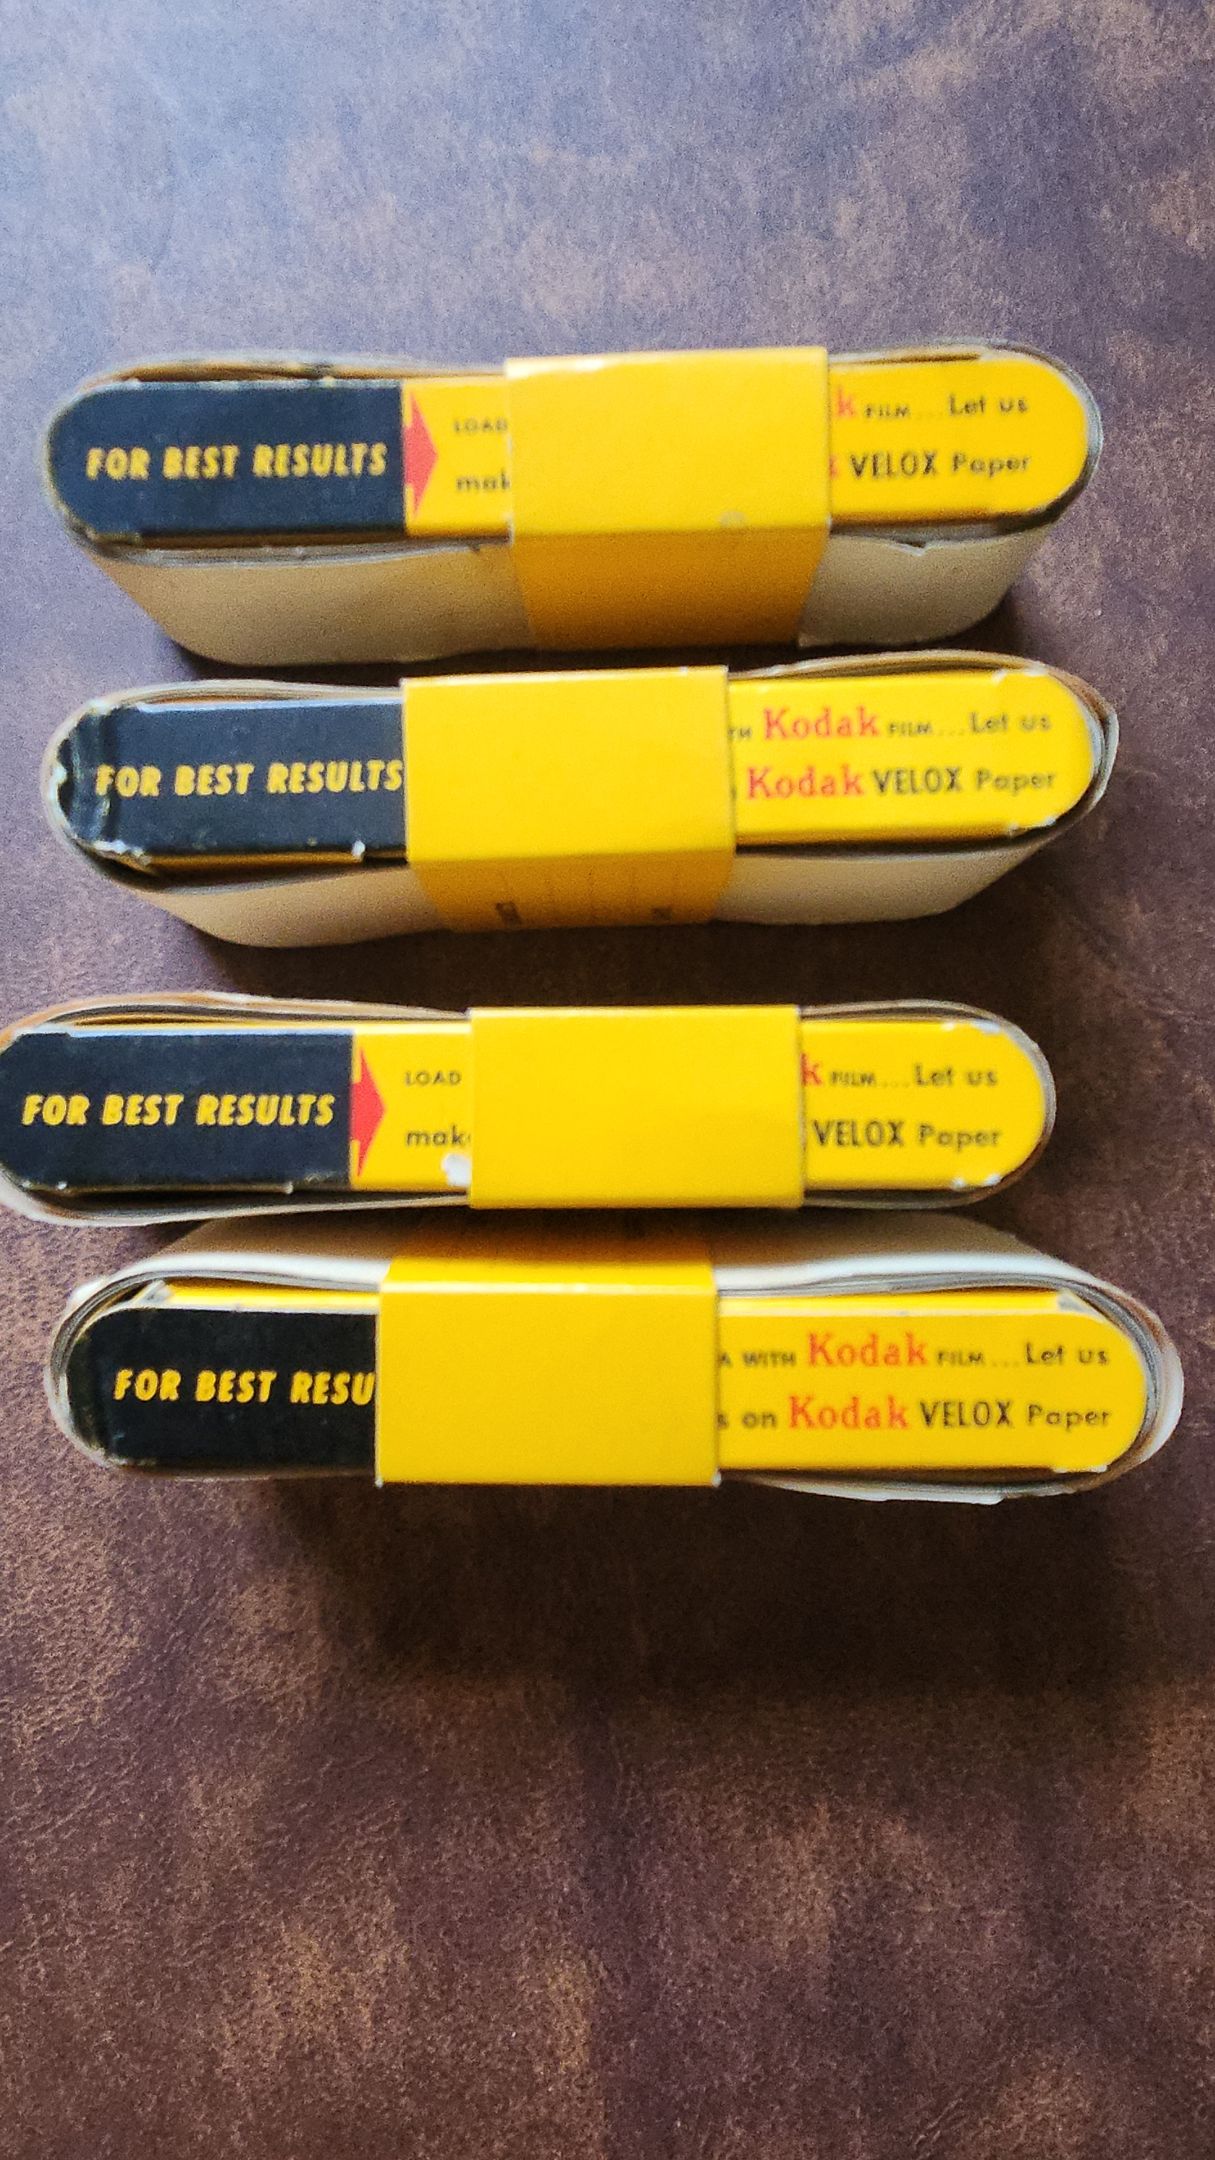 FOR BEST RESULTS LOAD k FILM...Let us
mak VELOX Paper
FOR BEST RESULTS TH Kodak FILM...Let us
Kodak VELOX Paper
FOR BEST RESULTS LOAD k FILM...Let us
mak VELOX Paper
FOR BEST RESU A WITH Kodak FILM...Let us
s on Kodak VELOX Paper